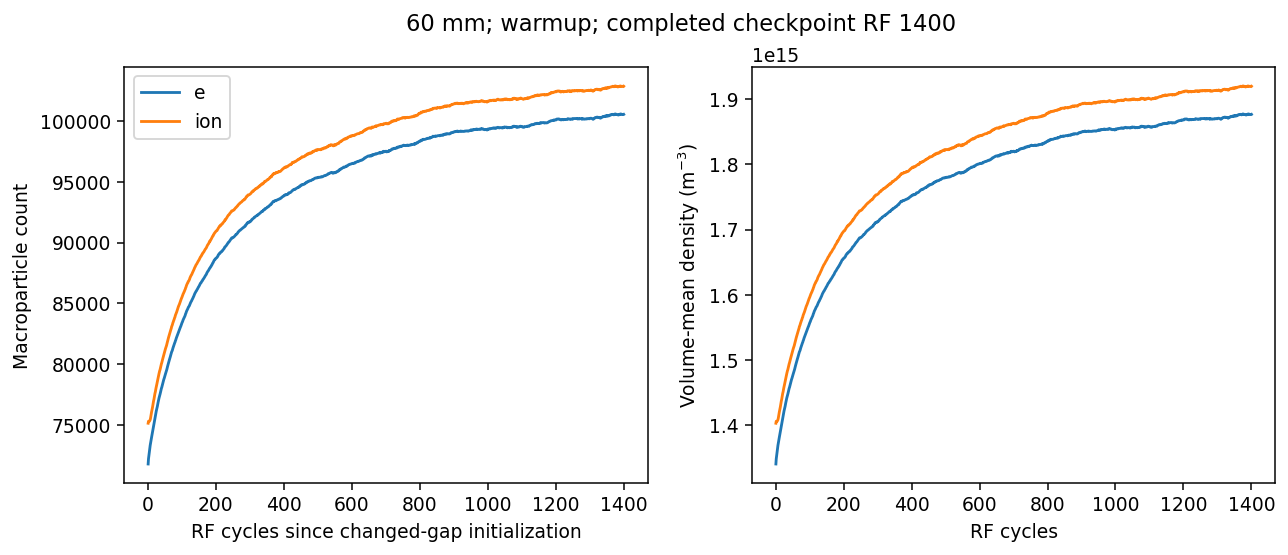 60 mm; warmup; completed checkpoint RF 1400
e
ion
Macroparticle count
100000
95000
90000
85000
80000
75000
0 200 400 600 800 1000 1200 1400
RF cycles since changed-gap initialization
1e15
Volume-mean density (m⁻³)
1.9
1.8
1.7
1.6
1.5
1.4
0 200 400 600 800 1000 1200 1400
RF cycles